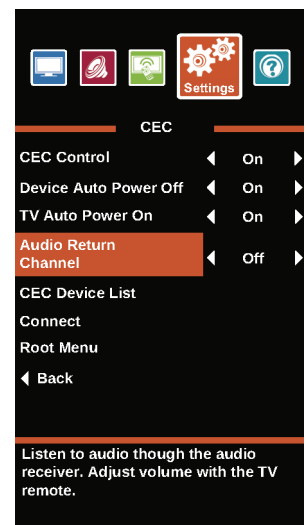 Settings
CEC
CEC Control On
Device Auto Power Off On
TV Auto Power On On
Audio Return
Channel Off
CEC Device List
Connect
Root Menu
Back
Listen to audio though the audio
receiver. Adjust volume with the TV
remote.